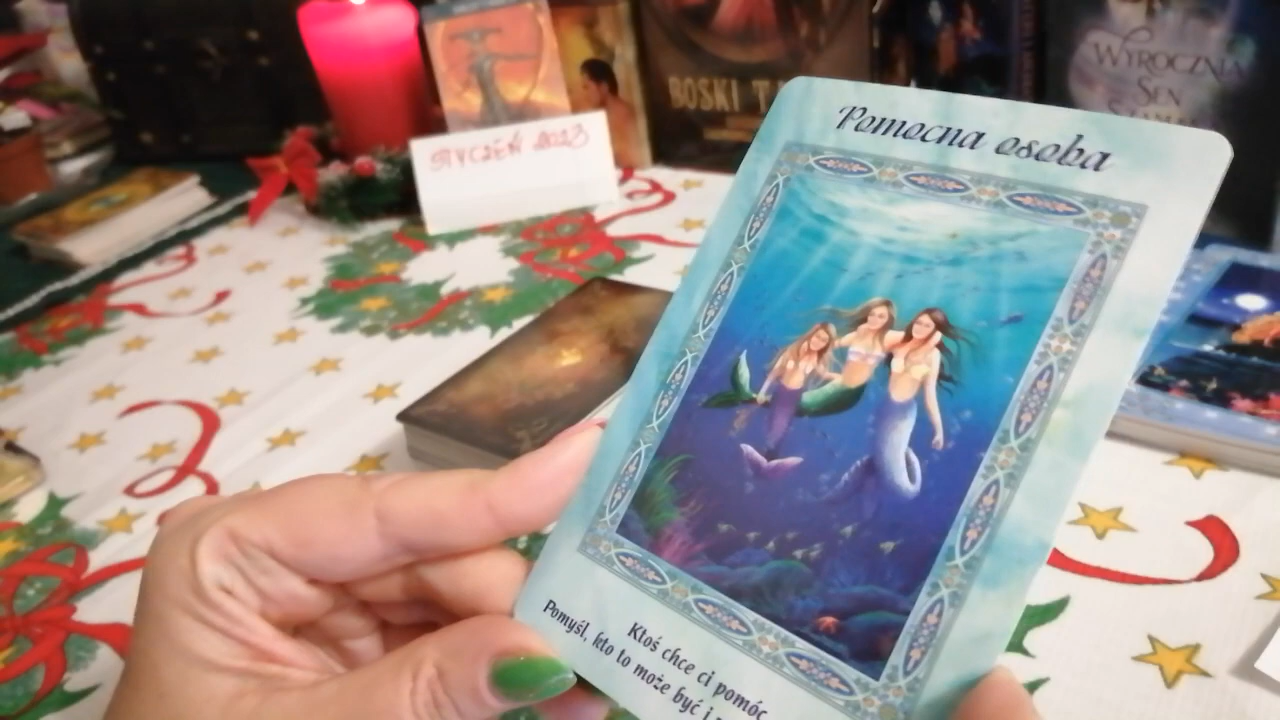 Pomocna osoba
Ktoś chce ci pomóc
Pomyśl, kto to może być i
STYCZEŃ 2023
BOSKI
WYROCZNIA
SEN